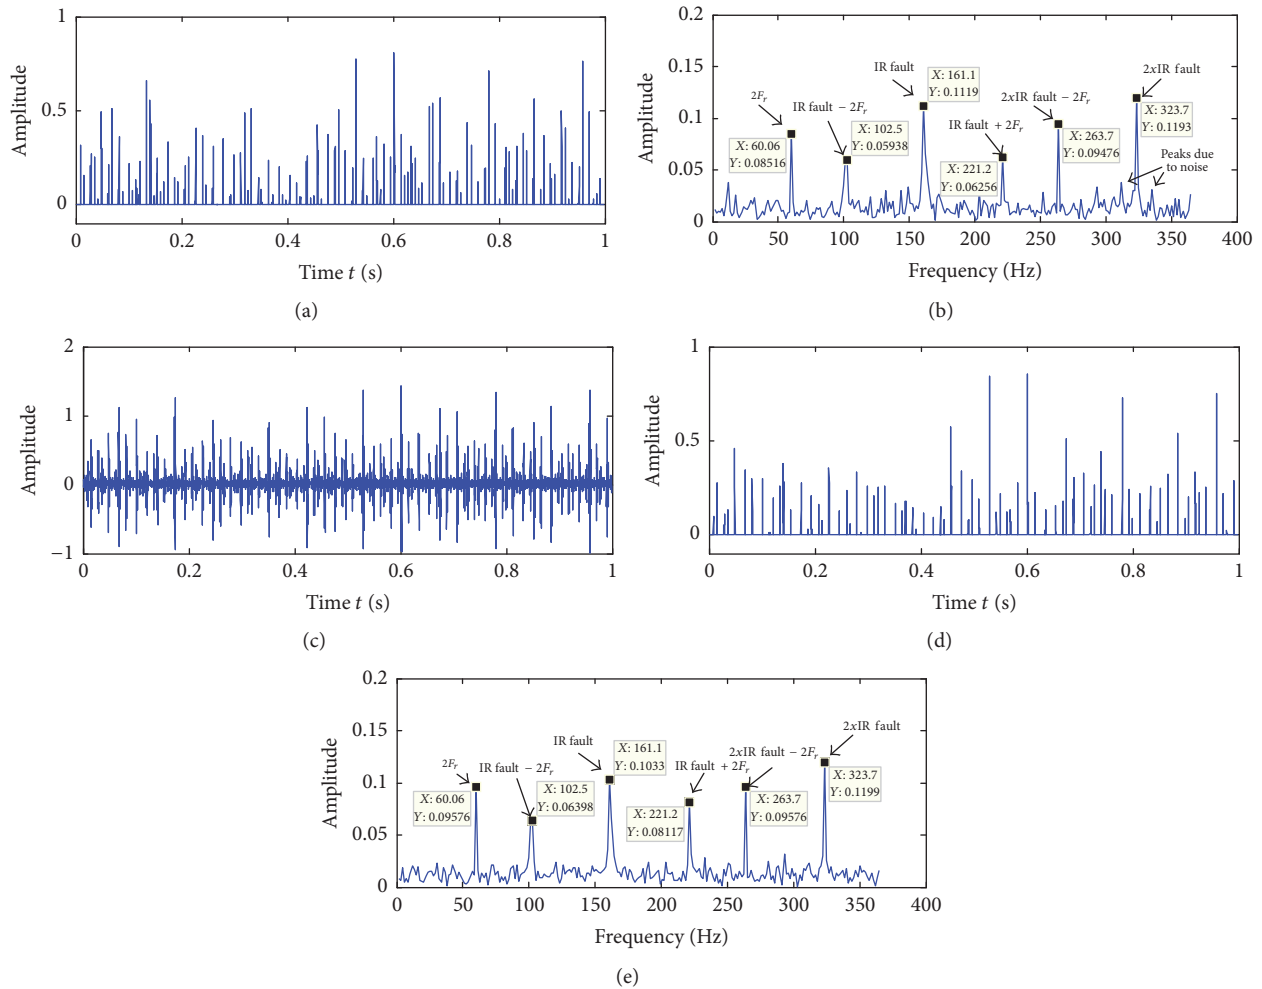 1
0.5
0
Amplitude
0
0.2
0.4
0.6
0.8
1
Time t (s)
(a)
0.2
0.15
0.1
0.05
0
Amplitude
2Fr
IR fault − 2Fr
IR fault
IR fault + 2Fr
2xIR fault − 2Fr
2xIR fault
Peaks due
to noise
X: 60.06
Y: 0.08516
X: 102.5
Y: 0.05938
X: 161.1
Y: 0.1119
X: 221.2
Y: 0.06256
X: 263.7
Y: 0.09476
X: 323.7
Y: 0.1193
0
50
100
150
200
250
300
350
400
Frequency (Hz)
(b)
2
1
0
−1
Amplitude
0
0.2
0.4
0.6
0.8
1
Time t (s)
(c)
1
0.5
0
Amplitude
0
0.2
0.4
0.6
0.8
1
Time t (s)
(d)
0.2
0.15
0.1
0.05
0
Amplitude
2Fr
IR fault − 2Fr
IR fault
IR fault + 2Fr
2xIR fault − 2Fr
2xIR fault
X: 60.06
Y: 0.09576
X: 102.5
Y: 0.06398
X: 161.1
Y: 0.1033
X: 221.2
Y: 0.08117
X: 263.7
Y: 0.09576
X: 323.7
Y: 0.1199
0
50
100
150
200
250
300
350
400
Frequency (Hz)
(e)